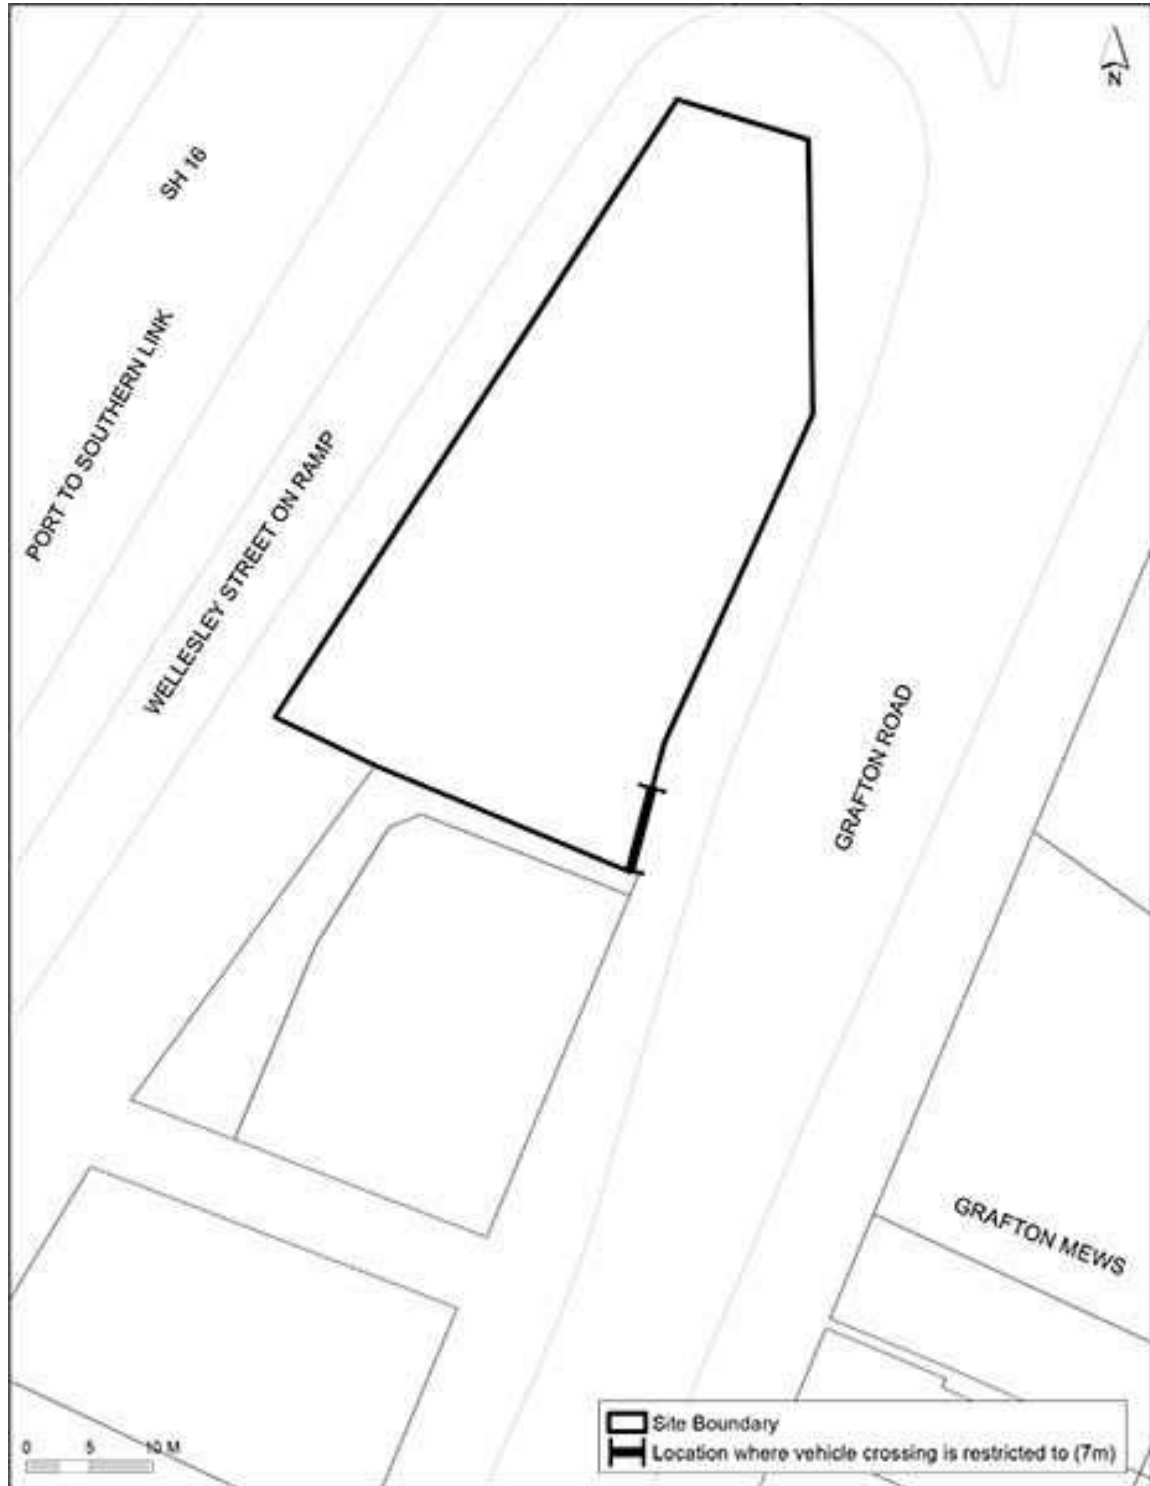 N
SH 16
PORT TO SOUTHERN LINK
WELLESLEY STREET ON RAMP
GRAFTON ROAD
GRAFTON MEWS
0 5 10 M
Site Boundary
Location where vehicle crossing is restricted to (7m)